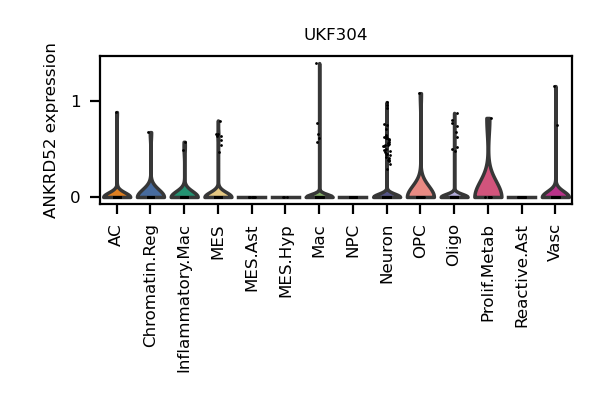 UKF304
ANKRD52 expression
1
0
AC
Chromatin.Reg
Inflammatory.Mac
MES
MES.Ast
MES.Hyp
Mac
NPC
Neuron
OPC
Oligo
Prolif.Metab
Reactive.Ast
Vasc